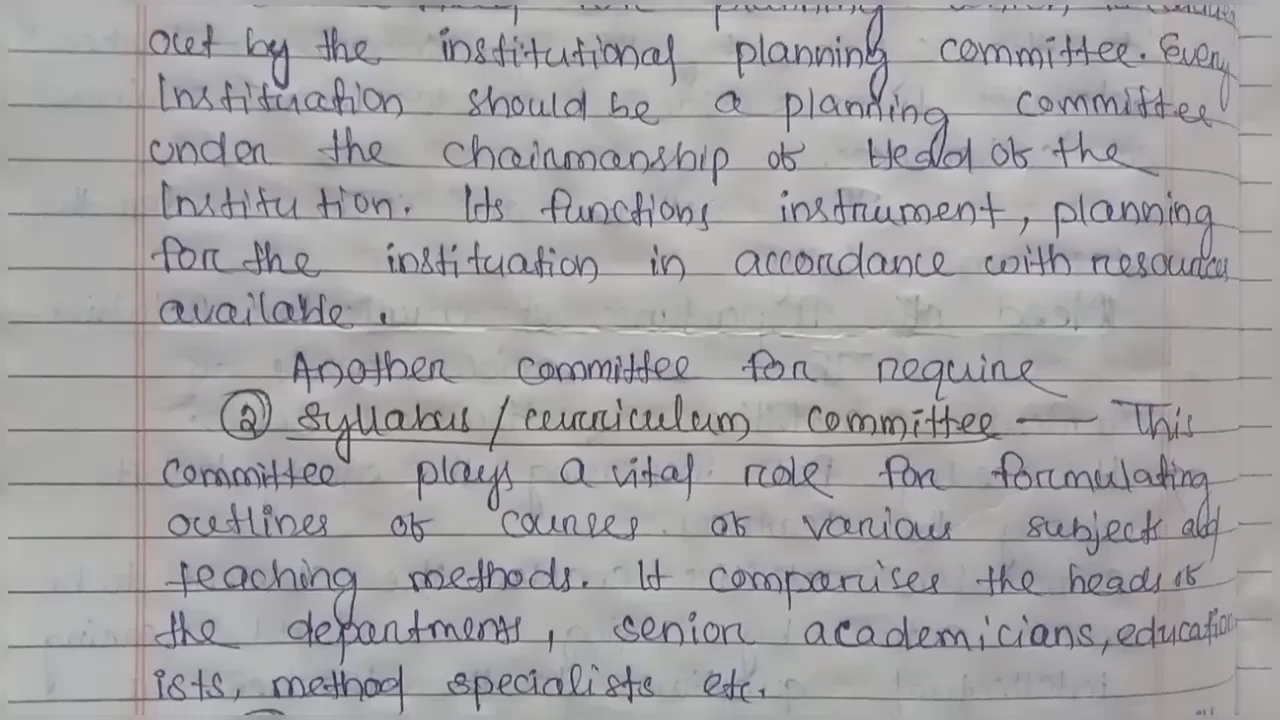 out by the institutional planning committee. Every
Instituation should be a planning committee
under the chairmanship of Head of the
Institution. Its functions instrument, planning
for the instituation in accordance with resources
available.
Another committee for require
② Syllabus / curriculum committee — This
committee plays a vital role for formulating
outlines of courses of various subject and
teaching methods. It comparises the heads of
the departments, senior academicians, education
ists, method specialists etc.